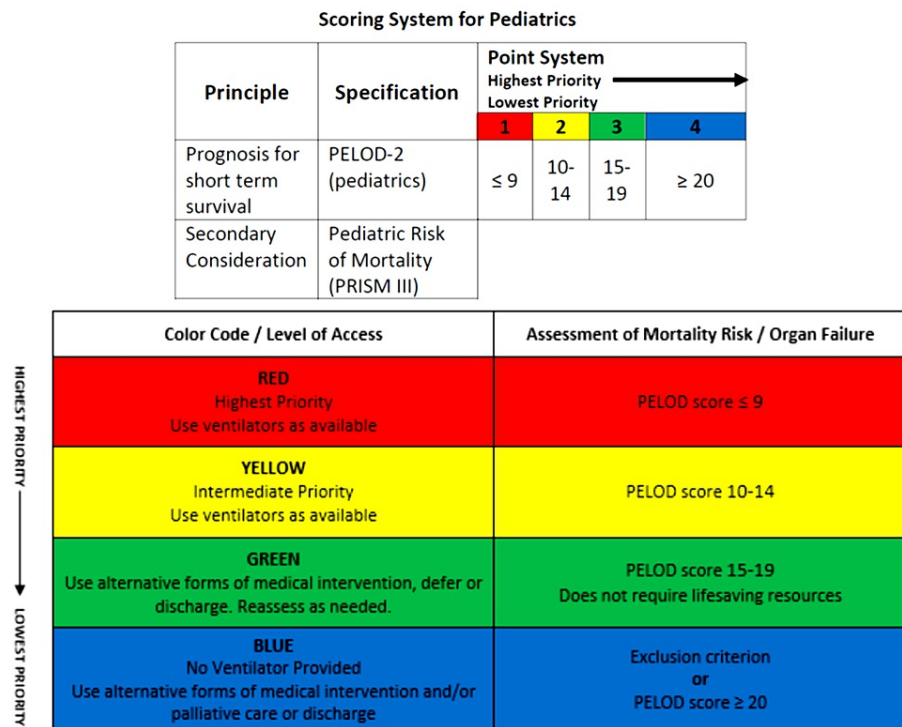 Scoring System for Pediatrics
Principle
Specification
Point System
Highest Priority
Lowest Priority
1 2 3 4
Prognosis for
short term
survival
PELOD-2
(pediatrics)
≤ 9
10-
14
15-
19
≥ 20
Secondary
Consideration
Pediatric Risk
of Mortality
(PRISM III)
HIGHEST PRIORITY
LOWEST PRIORITY
Color Code / Level of Access
Assessment of Mortality Risk / Organ Failure
RED
Highest Priority
Use ventilators as available
PELOD score ≤ 9
YELLOW
Intermediate Priority
Use ventilators as available
PELOD score 10-14
GREEN
Use alternative forms of medical intervention, defer or
discharge. Reassess as needed.
PELOD score 15-19
Does not require lifesaving resources
BLUE
No Ventilator Provided
Use alternative forms of medical intervention and/or
palliative care or discharge
Exclusion criterion
or
PELOD score ≥ 20